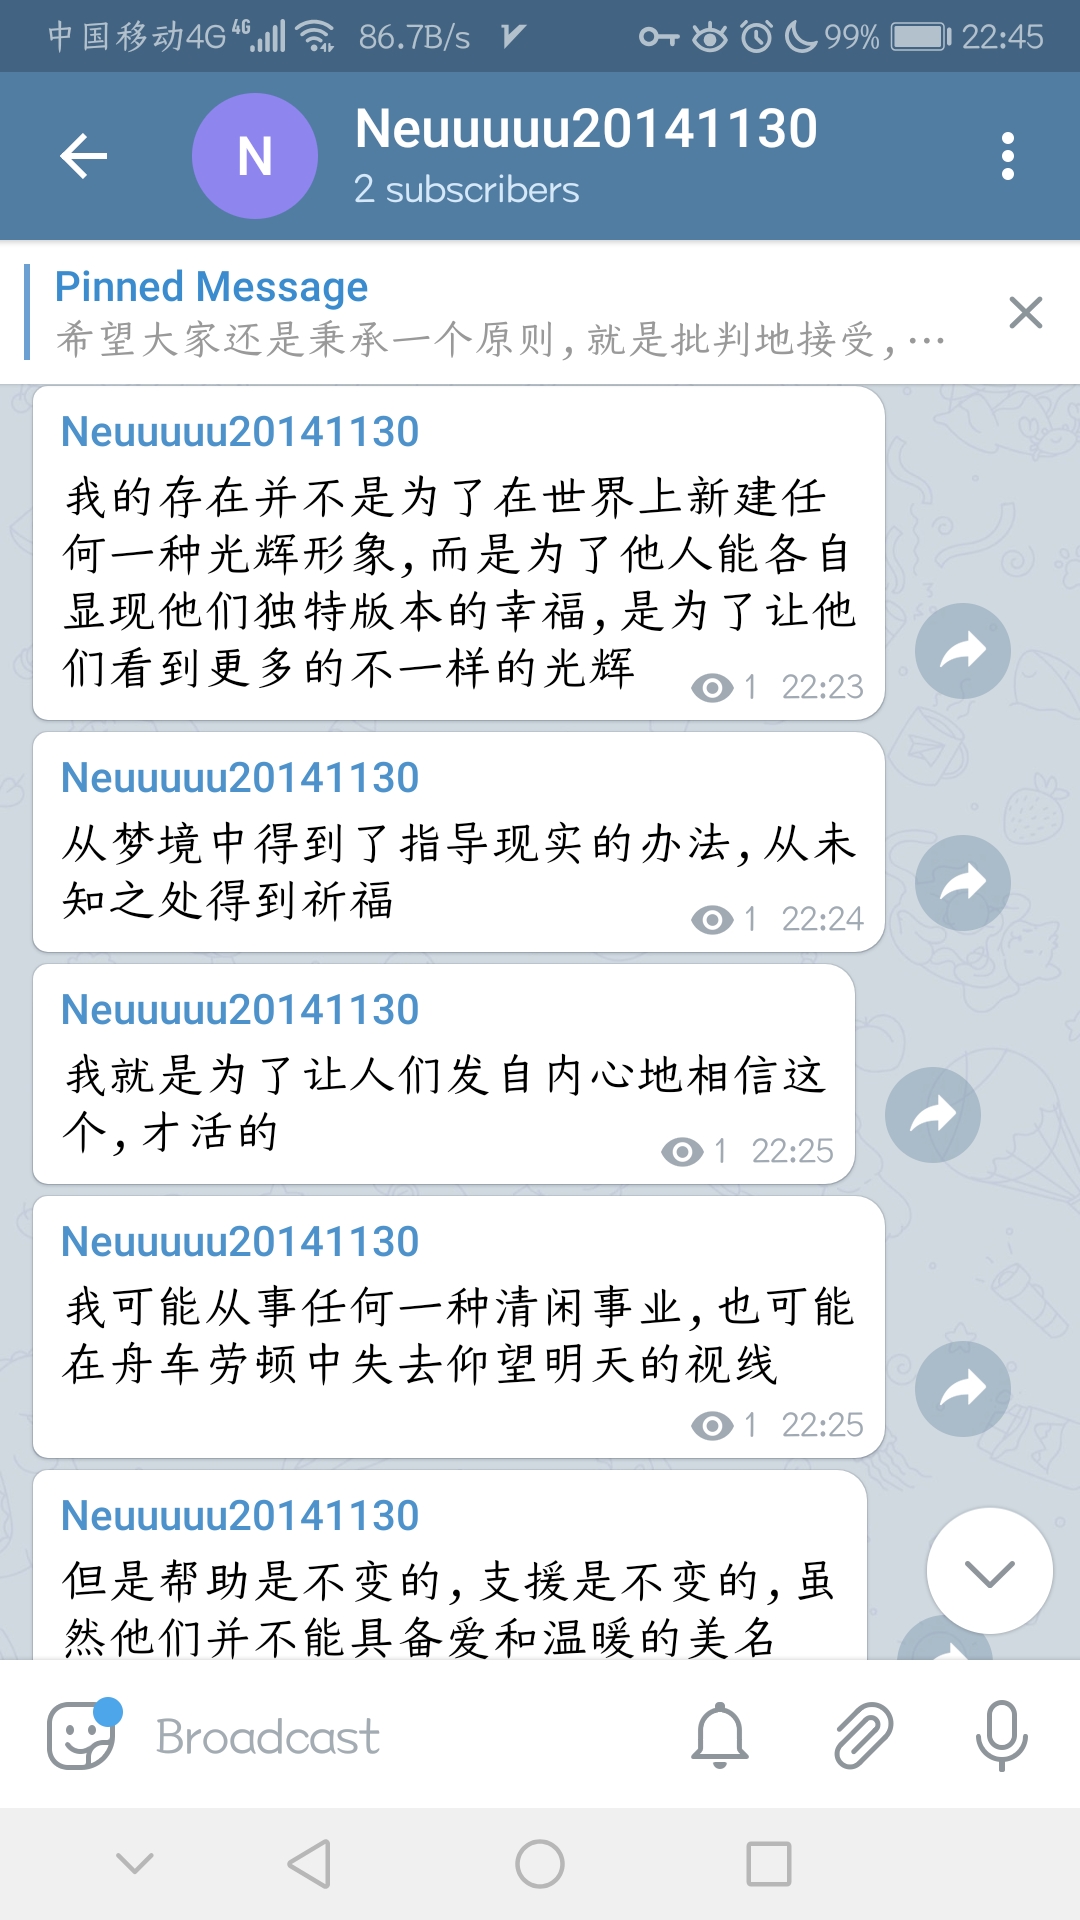 中国移动4G 4G 86.7B/s 99% 22:45
N
Neuuuuu20141130
2 subscribers
Pinned Message
希望大家还是秉承一个原则,就是批判地接受,…
Neuuuuu20141130
我的存在并不是为了在世界上新建任
何一种光辉形象,而是为了他人能各自
显现他们独特版本的幸福,是为了让他
们看到更多的不一样的光辉
1 22:23
Neuuuuu20141130
从梦境中得到了指导现实的办法,从未
知之处得到祈福
1 22:24
Neuuuuu20141130
我就是为了让人们发自内心地相信这
个,才活的
1 22:25
Neuuuuu20141130
我可能从事任何一种清闲事业,也可能
在舟车劳顿中失去仰望明天的视线
1 22:25
Neuuuuu20141130
但是帮助是不变的,支援是不变的,虽
然他们并不能具备爱和温暖的美名
Broadcast